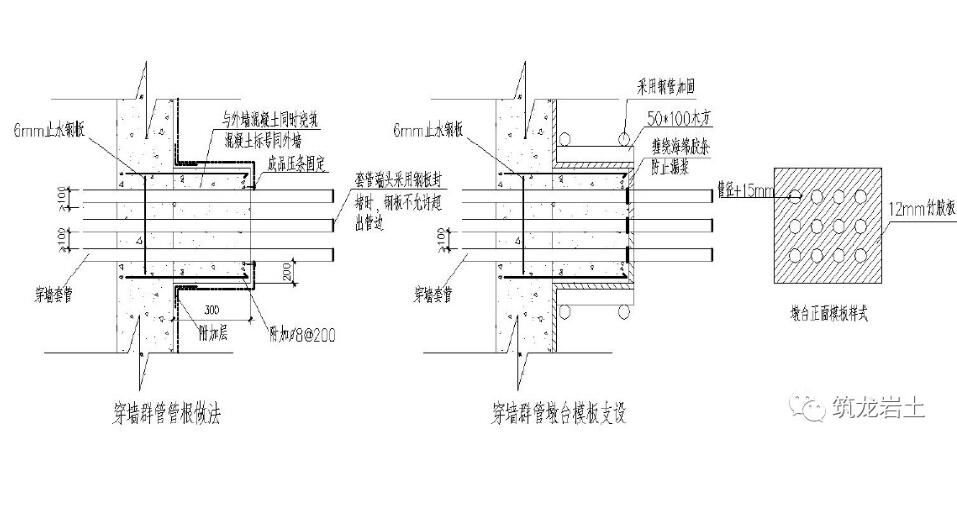 6mm止水钢板
与外墙混凝土同时浇筑
混凝土标号同外墙
成品压条固定
套管端头采用钢板封
堵时，钢板不允许超
出管边
≥100
≥100
200
穿墙套管
300
附加层
附加∅8@200
穿墙群管管根做法
采用钢管加固
6mm止水钢板
50*100木方
缠绕海绵胶条
防止漏浆
≥100
穿墙套管
穿墙群管墩台模板支设
管径+15mm
12mm竹胶板
墩台正面模板样式
筑龙岩土